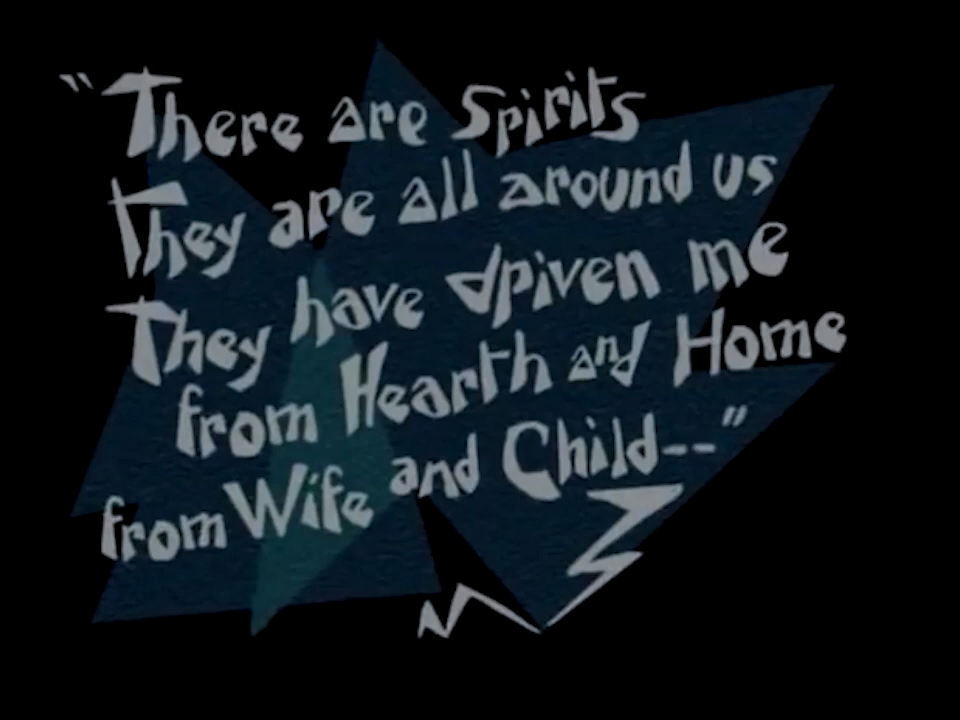 "There are Spirits
They are all around us
They have driven me
from Hearth and Home
from Wife and Child--"